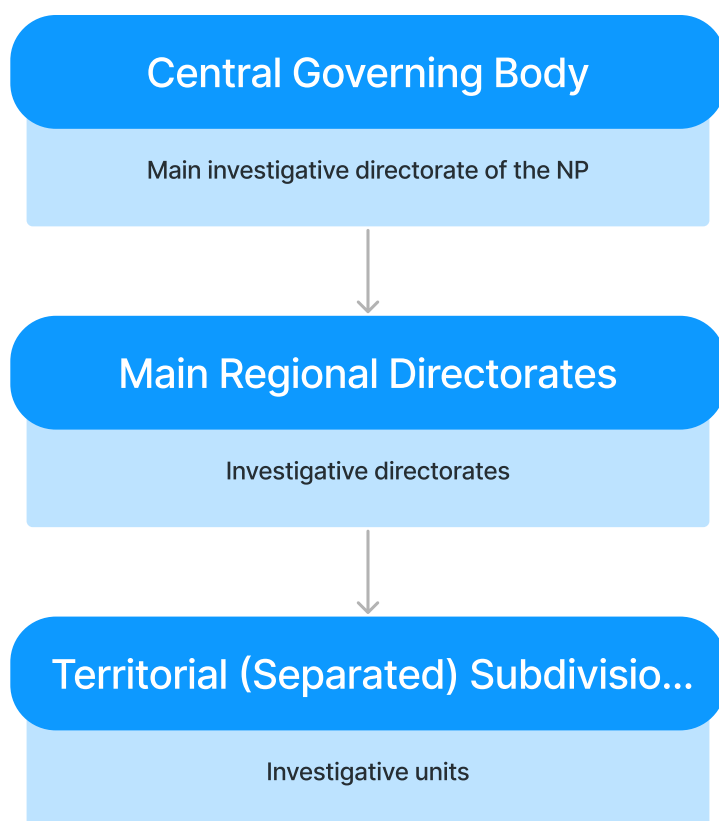 Central Governing Body
Main investigative directorate of the NP
Main Regional Directorates
Investigative directorates
Territorial (Separated) Subdivisio...
Investigative units